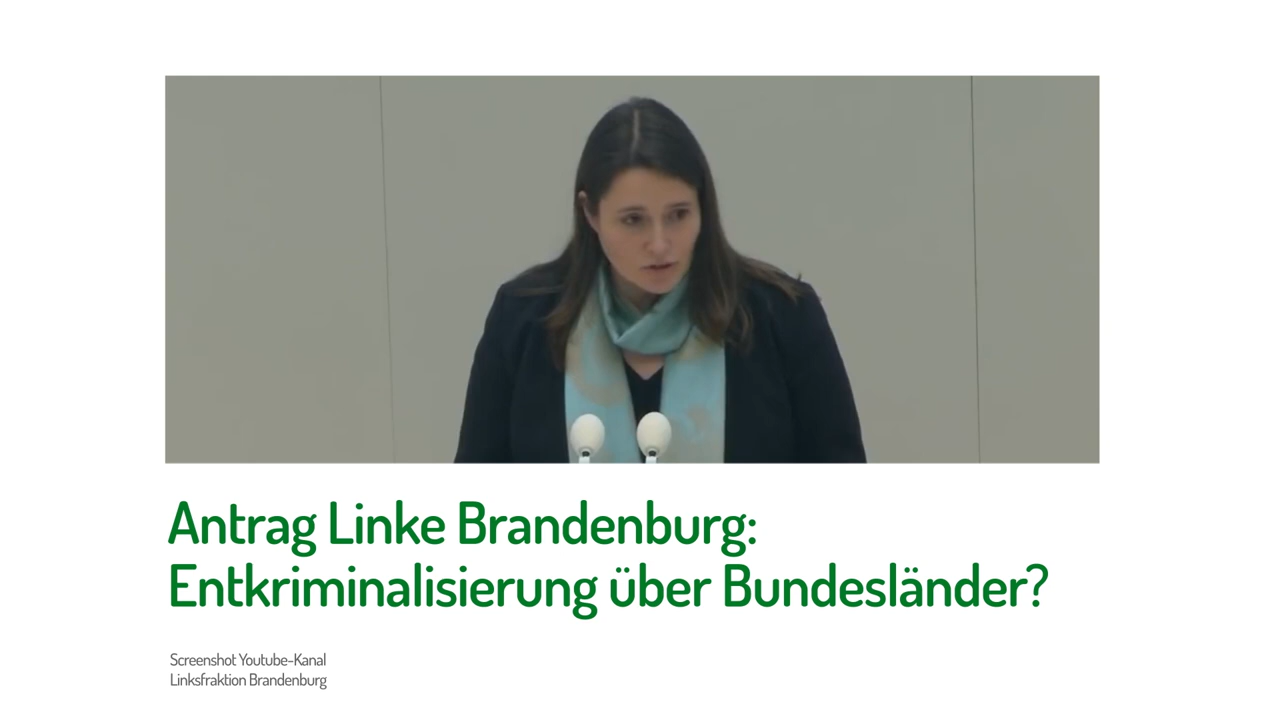 Antrag Linke Brandenburg:
Entkriminalisierung über Bundesländer?
Screenshot Youtube-Kanal
Linksfraktion Brandenburg